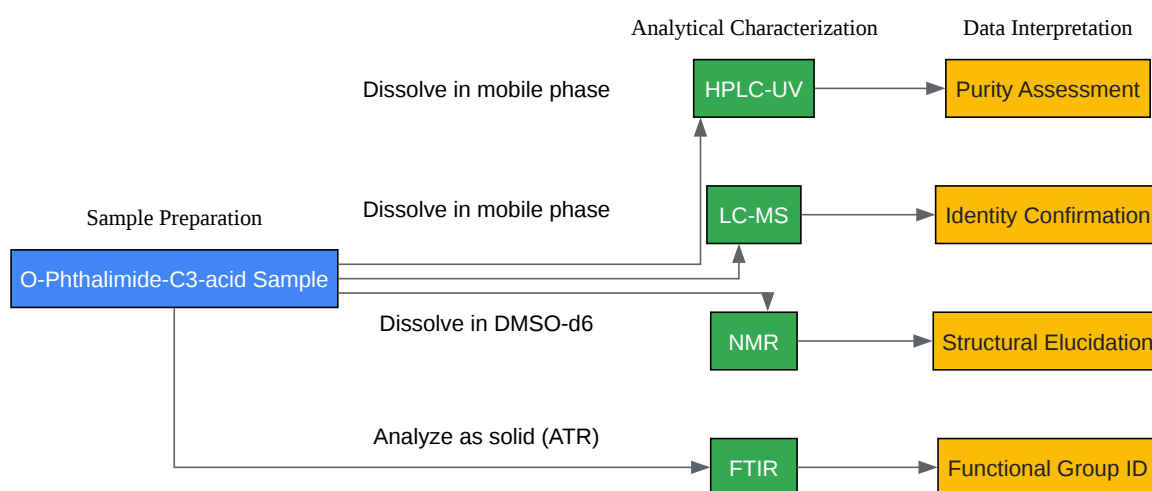 Analytical Characterization
Data Interpretation
Dissolve in mobile phase
HPLC-UV
Purity Assessment
Sample Preparation
Dissolve in mobile phase
LC-MS
Identity Confirmation
O-Phthalimide-C3-acid Sample
Dissolve in DMSO-d6
NMR
Structural Elucidation
Analyze as solid (ATR)
FTIR
Functional Group ID